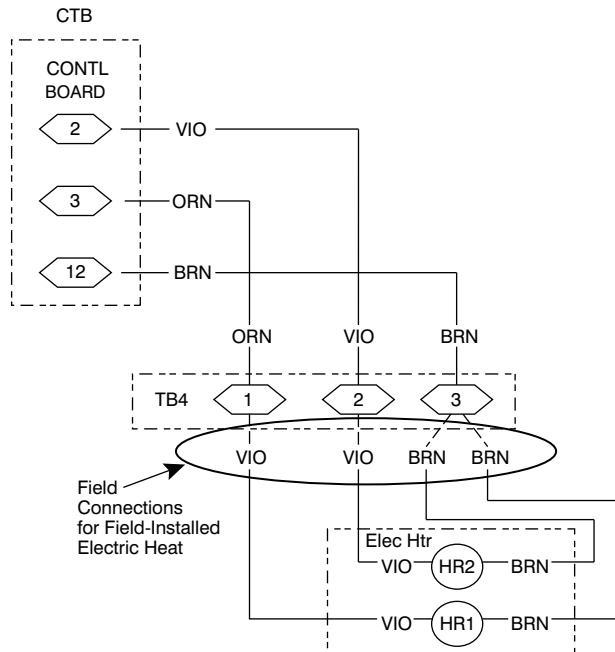 CTB
CONTL
BOARD
2 VIO
3 ORN
12 BRN
ORN VIO BRN
TB4 1 2 3
VIO VIO BRN BRN
Field
Connections
for Field-Installed
Electric Heat
Elec Htr
VIO HR2 BRN
VIO HR1 BRN